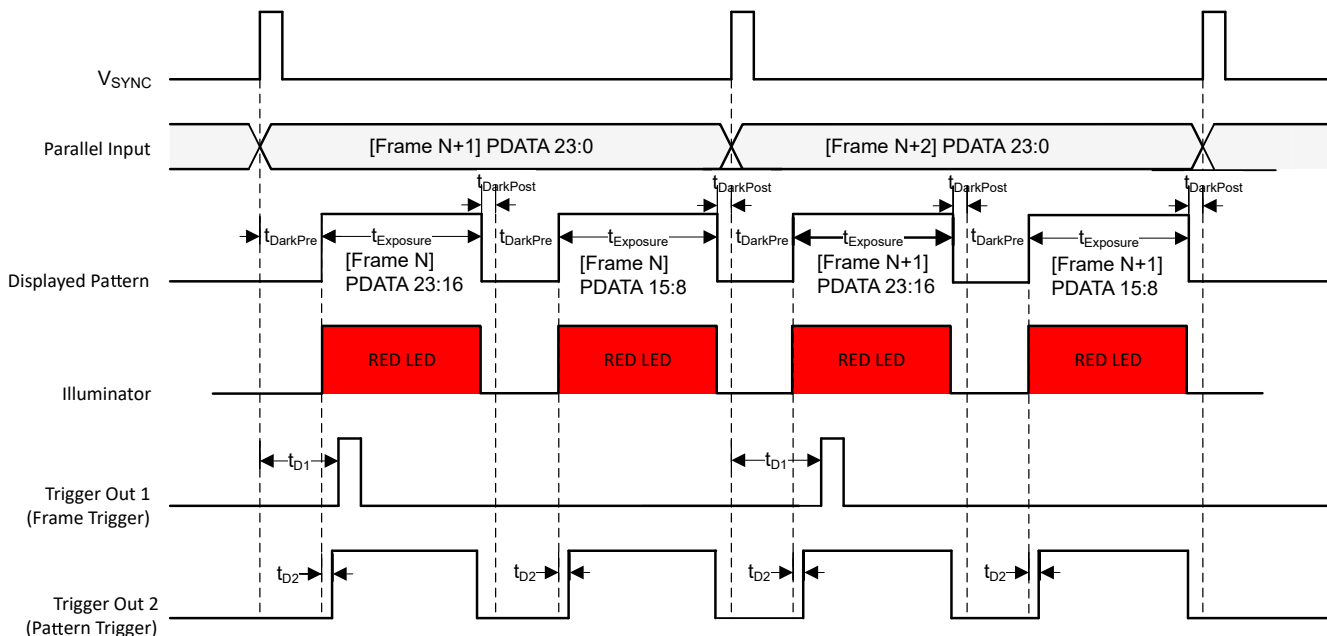 VSYNC
Parallel Input
[Frame N+1] PDATA 23:0
[Frame N+2] PDATA 23:0
tDarkPost
tDarkPost
tDarkPost
tDarkPost
tDarkPre
tExposure
tDarkPre
tExposure
tDarkPre
tExposure
tDarkPre
tExposure
Displayed Pattern
[Frame N]
PDATA 23:16
[Frame N]
PDATA 15:8
[Frame N+1]
PDATA 23:16
[Frame N+1]
PDATA 15:8
Illuminator
RED LED
RED LED
RED LED
RED LED
tD1
tD1
Trigger Out 1
(Frame Trigger)
tD2
tD2
tD2
tD2
Trigger Out 2
(Pattern Trigger)